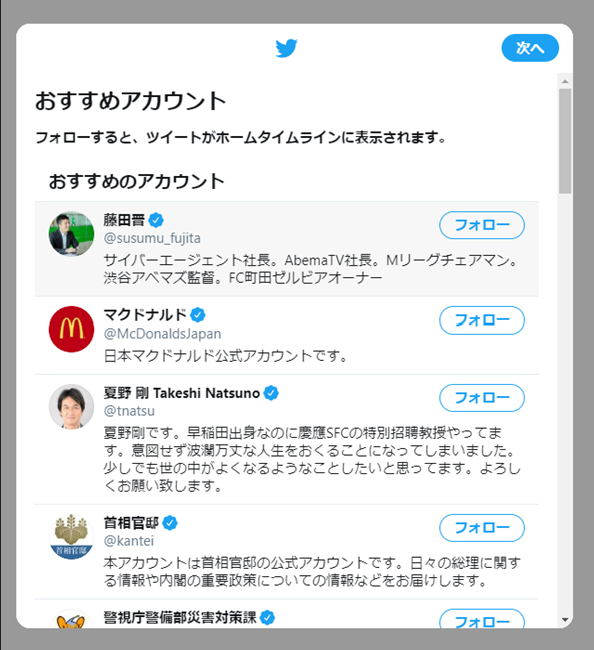 次へ
おすすめアカウント
フォローすると、ツイートがホームタイムラインに表示されます。
おすすめのアカウント
藤田晋
フォロー
@susumu_fujita
サイバーエージェント社長。AbemaTV社長。Mリーグチェアマン。
渋谷アベマズ監督。FC町田ゼルビアオーナー
マクドナルド
フォロー
@McDonaldsJapan
日本マクドナルド公式アカウントです。
夏野 剛 Takeshi Natsuno
フォロー
@tnatsu
夏野剛です。早稲田出身なのに慶應SFCの特別招聘教授やってま
す。意図せず波瀾万丈な人生をおくることになってしまいました。
少しでも世の中がよくなるようなことしたいと思ってます。よろし
くお願い致します。
首相官邸
フォロー
@kantei
首相官邸
本アカウントは首相官邸の公式アカウントです。日々の総理に関す
る情報や内閣の重要政策についての情報などをお届けします。
警視庁警備部災害対策課
フォロー